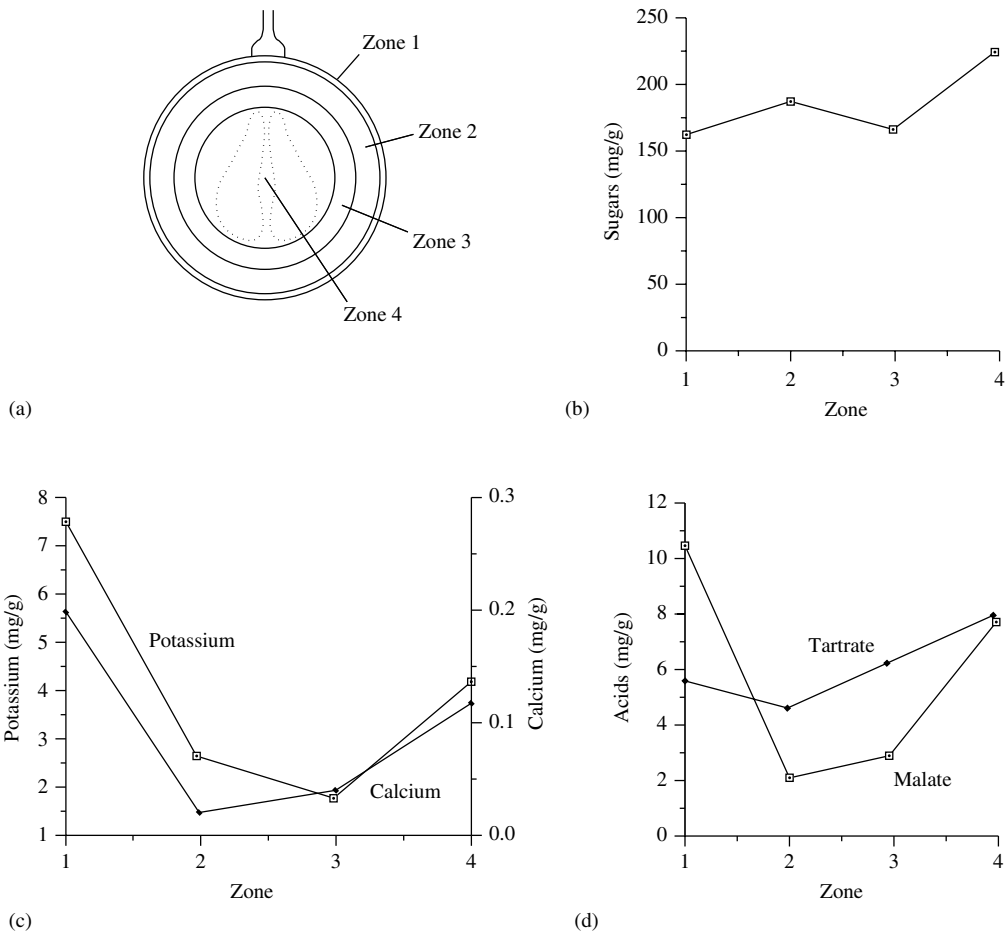 Zone 1
Zone 2
Zone 3
Zone 4
(a)
250
200
150
100
50
0
Sugars (mg/g)
1 2 3 4
Zone
(b)
8
7
6
5
4
3
2
1
Potassium (mg/g)
0.3
0.2
0.1
0.0
Calcium (mg/g)
Potassium
Calcium
1 2 3 4
Zone
(c)
12
10
8
6
4
2
0
Acids (mg/g)
Tartrate
Malate
1 2 3 4
Zone
(d)